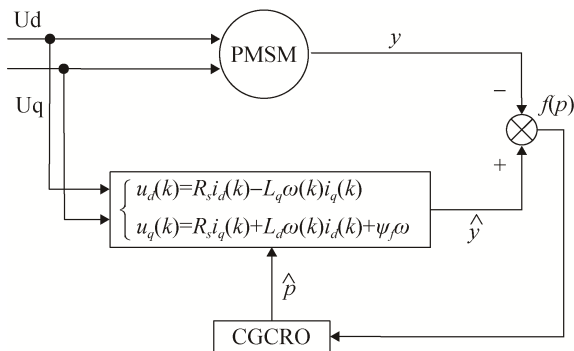 Ud
PMSM
y
Uq
−
f(p)
+
u_d(k)=R_s i_d(k)−L_q ω(k)i_q(k)
u_q(k)=R_s i_q(k)+L_d ω(k)i_d(k)+ψ_f ω
ŷ
p̂
CGCRO